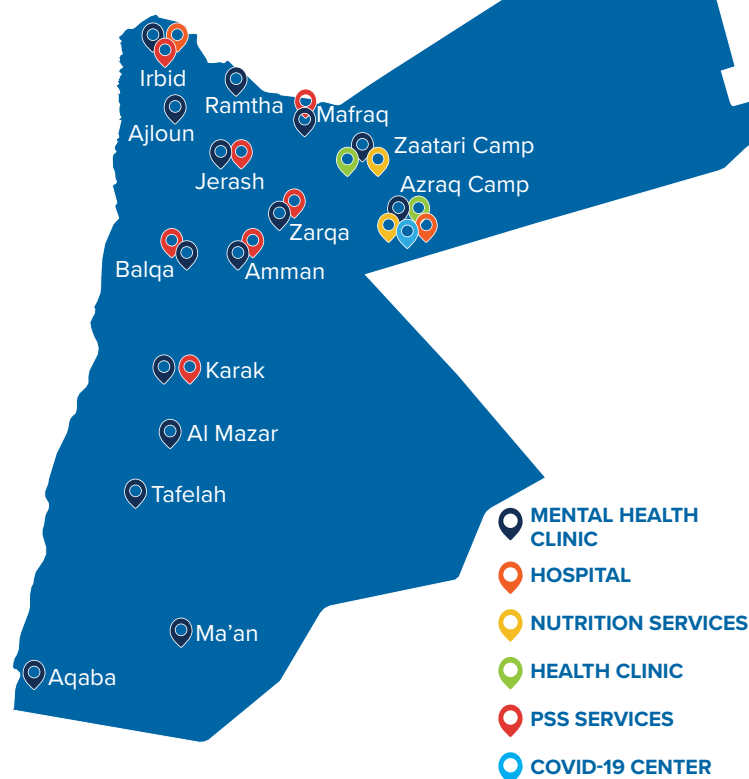 Irbid
Ramtha
Mafraq
Ajloun
Zaatari Camp
Jerash
Azraq Camp
Zarqa
Balqa
Amman
Karak
Al Mazar
Tafelah
Ma’an
Aqaba
MENTAL HEALTH
CLINIC
HOSPITAL
NUTRITION SERVICES
HEALTH CLINIC
PSS SERVICES
COVID-19 CENTER